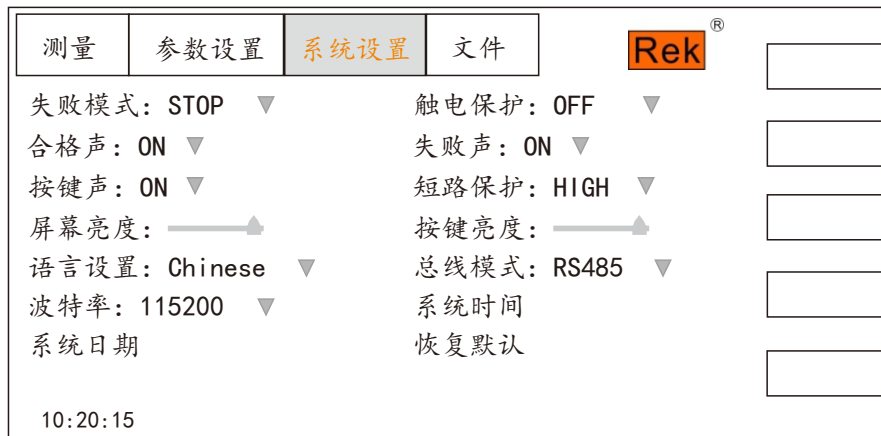 测量 参数设置 系统设置 文件 Rek ®
失败模式：STOP ▼ 触电保护：OFF ▼
合格声：ON ▼ 失败声：ON ▼
按键声：ON ▼ 短路保护：HIGH ▼
屏幕亮度： 按键亮度：
语言设置：Chinese ▼ 总线模式：RS485 ▼
波特率：115200 ▼ 系统时间
系统日期 恢复默认
10:20:15